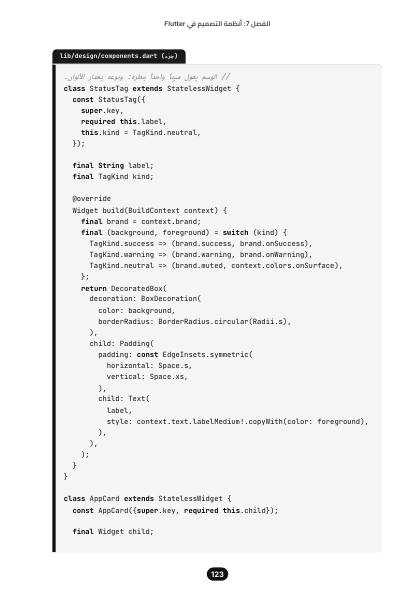 الفصل 7: أنظمة التصميم في Flutter
lib/design/components.dart (جزء)
// الوسم يقول شيئًا واحدًا بنظرة: ونوعه يختار الألوان.
class StatusTag extends StatelessWidget {
  const StatusTag({
    super.key,
    required this.label,
    this.kind = TagKind.neutral,
  });

  final String label;
  final TagKind kind;

  @override
  Widget build(BuildContext context) {
    final brand = context.brand;
    final (background, foreground) = switch (kind) {
      TagKind.success => (brand.success, brand.onSuccess),
      TagKind.warning => (brand.warning, brand.onWarning),
      TagKind.neutral => (brand.muted, context.colors.onSurface),
    };
    return DecoratedBox(
      decoration: BoxDecoration(
        color: background,
        borderRadius: BorderRadius.circular(Radii.s),
      ),
      child: Padding(
        padding: const EdgeInsets.symmetric(
          horizontal: Space.s,
          vertical: Space.xs,
        ),
        child: Text(
          label,
          style: context.text.labelMedium!.copyWith(color: foreground),
        ),
      ),
    );
  }
}

class AppCard extends StatelessWidget {
  const AppCard({super.key, required this.child});

  final Widget child;
123